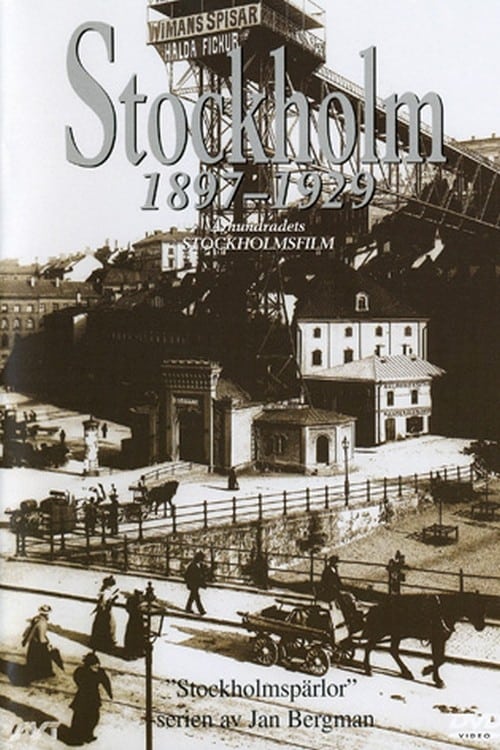 WIMANS SPISAR
HALDA FICKUR
Stockholm
1897–1929
Århundradets
STOCKHOLMSFILM
"Stockholmspärlor"
serien av Jan Bergman
DVD
VIDEO